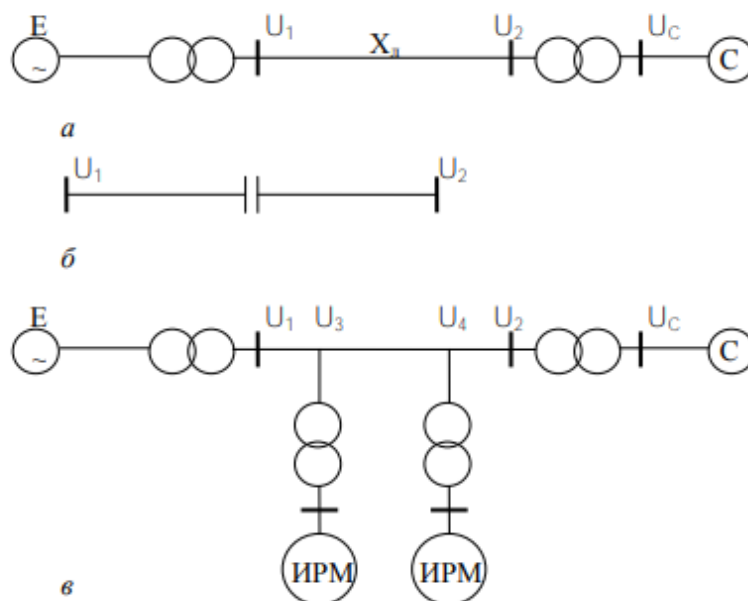 E U₁ Xл U₂ UC
~ C
а
U₁ U₂
б
E U₁ U₃ U₄ U₂ UC
~ C
ИРМ ИРМ
в